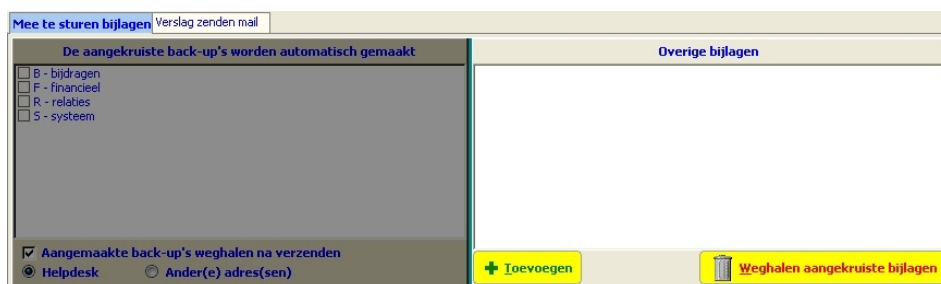 Mee te sturen bijlagen Verslag zenden mail
De aangekruiste back-up's worden automatisch gemaakt
B - bijdragen
F - financieel
R - relaties
S - systeem
Aangemaakte back-up's weghalen na verzenden
Helpdesk Ander(e) adres(sen)
Overige bijlagen
Toevoegen Weghalen aangekruiste bijlagen